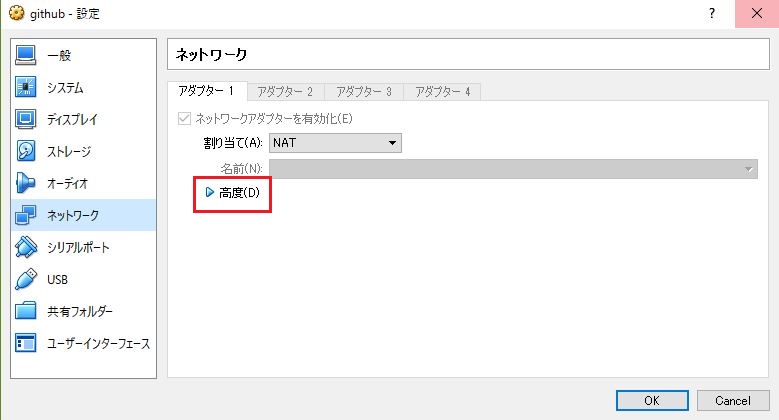 github - 設定
?
一般
システム
ディスプレイ
ストレージ
オーディオ
ネットワーク
シリアルポート
USB
共有フォルダー
ユーザーインターフェース
ネットワーク
アダプター 1 アダプター 2 アダプター 3 アダプター 4
ネットワークアダプターを有効化(E)
割り当て(A): NAT
名前(N):
高度(D)
OK Cancel